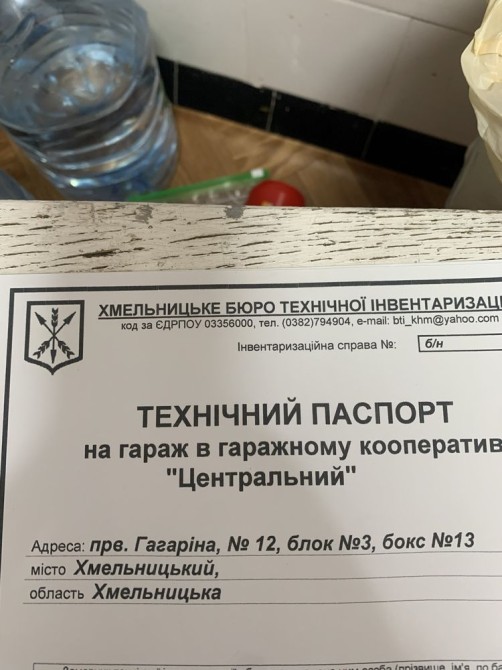 ХМЕЛЬНИЦЬКЕ БЮРО ТЕХНІЧНОЇ ІНВЕНТАРИЗАЦІ
код за ЄДРПОУ 03356000, тел. (0382)794904, e-mail: bti_khm@yahoo.com
Інвентаризаційна справа №: б/н
ТЕХНІЧНИЙ ПАСПОРТ
на гараж в гаражному кооператив
"Центральний"
Адреса: прв. Гагаріна, № 12, блок №3, бокс №13
місто Хмельницький,
область Хмельницька